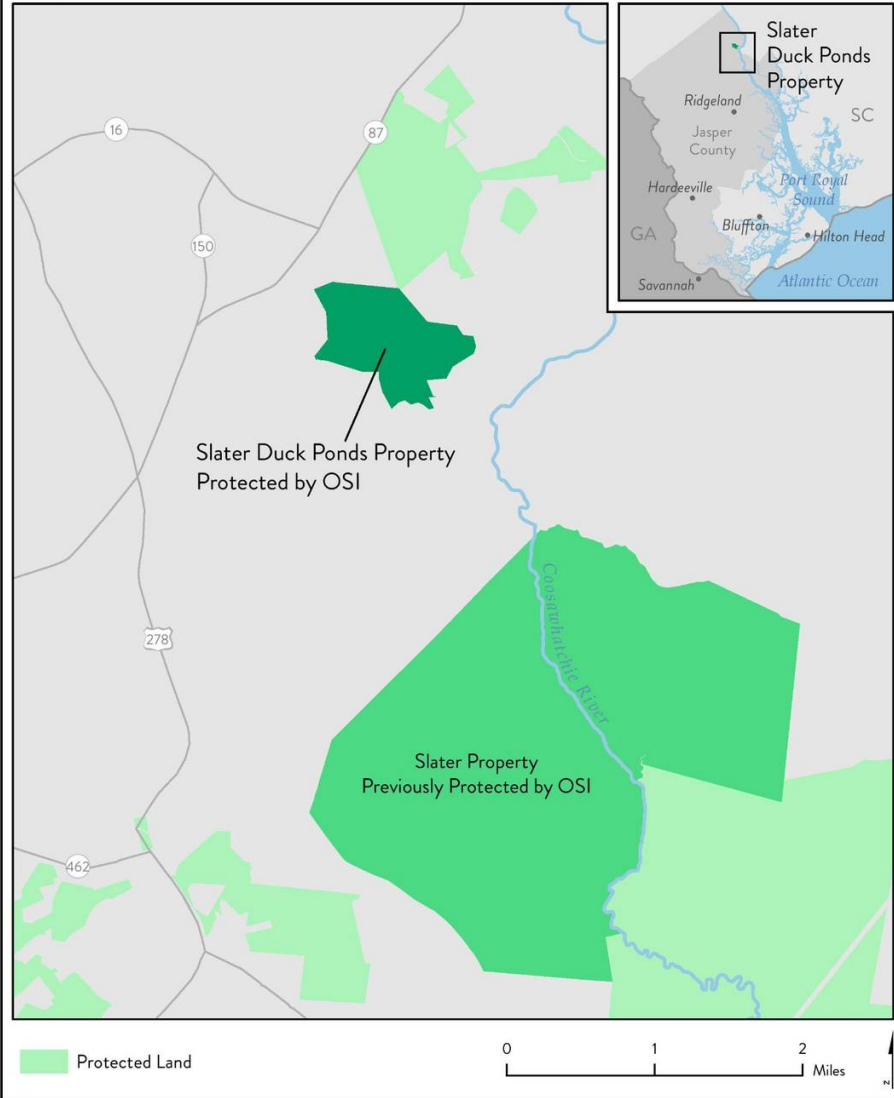 Slater
Duck Ponds
Property
Ridgeland
SC
Jasper
County
Port Royal
Sound
Hardeeville
Bluffton
GA
Hilton Head
Savannah
Atlantic Ocean
16
87
150
Slater Duck Ponds Property
Protected by OSI
Coosawhatchie River
278
Slater Property
Previously Protected by OSI
462
Protected Land
0
1
2
Miles
N